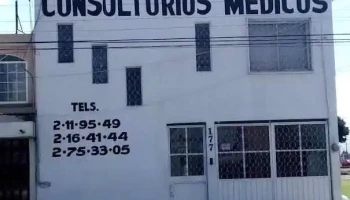 CONSULTORIOS MEDICOS
TELS.
2-11-95-49
2-16-41-44
2-75-33-05
177